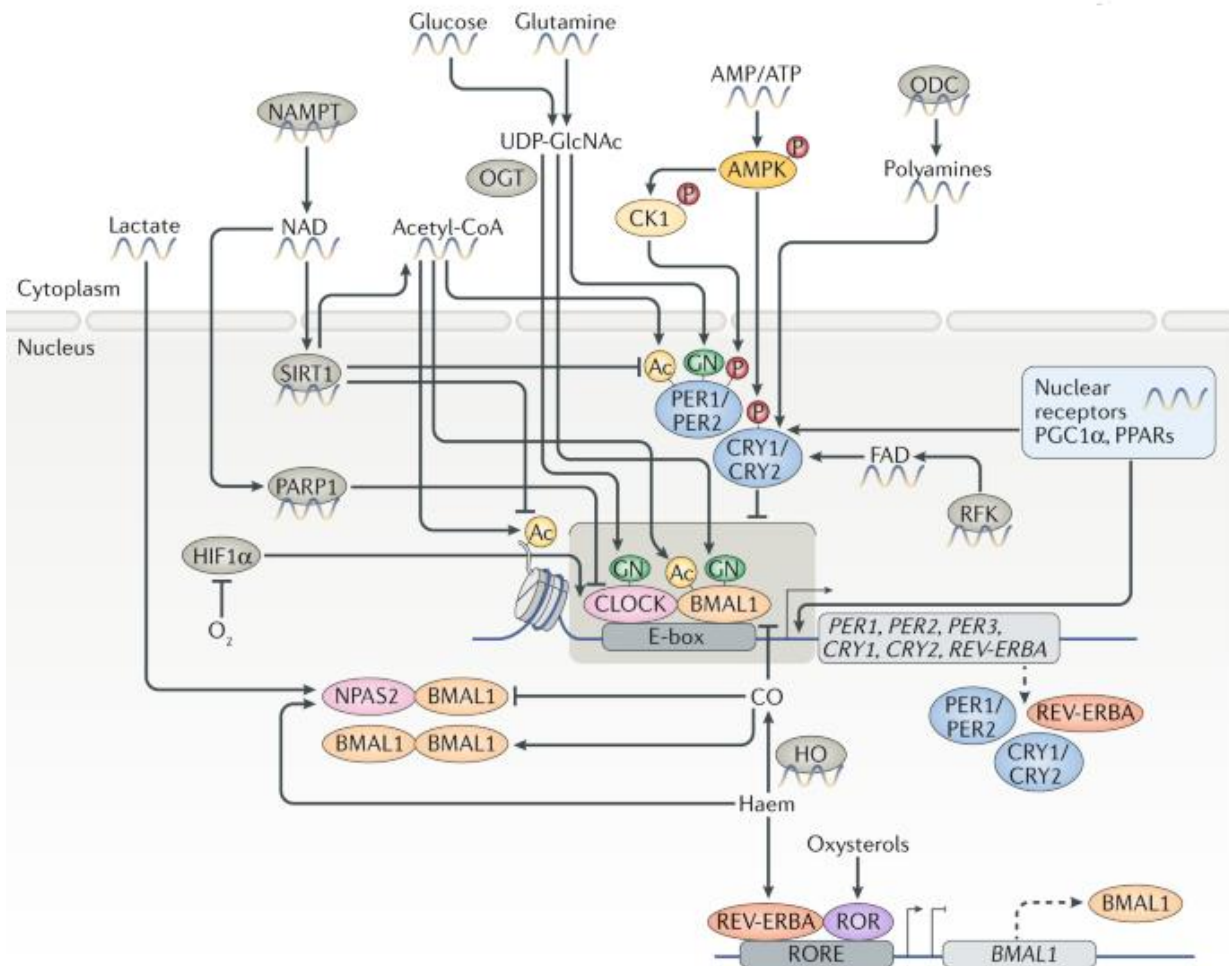 Glucose
Glutamine
AMP/ATP
ODC
NAMPT
UDP-GlcNAc
P
OGT
AMPK
Polyamines
P
CK1
Lactate
NAD
Acetyl-CoA
Cytoplasm
Nucleus
Ac
GN
P
SIRT1
PER1/
PER2
P
Nuclear
receptors
PGC1α, PPARs
CRY1/
CRY2
FAD
PARP1
RFK
Ac
HIF1α
GN
Ac
GN
O2
CLOCK
BMAL1
E-box
PER1, PER2, PER3,
CRY1, CRY2, REV-ERBA
NPAS2
BMAL1
CO
PER1/
PER2
REV-ERBA
BMAL1
BMAL1
CRY1/
CRY2
HO
Haem
Oxysterols
REV-ERBA
ROR
BMAL1
RORE
BMAL1